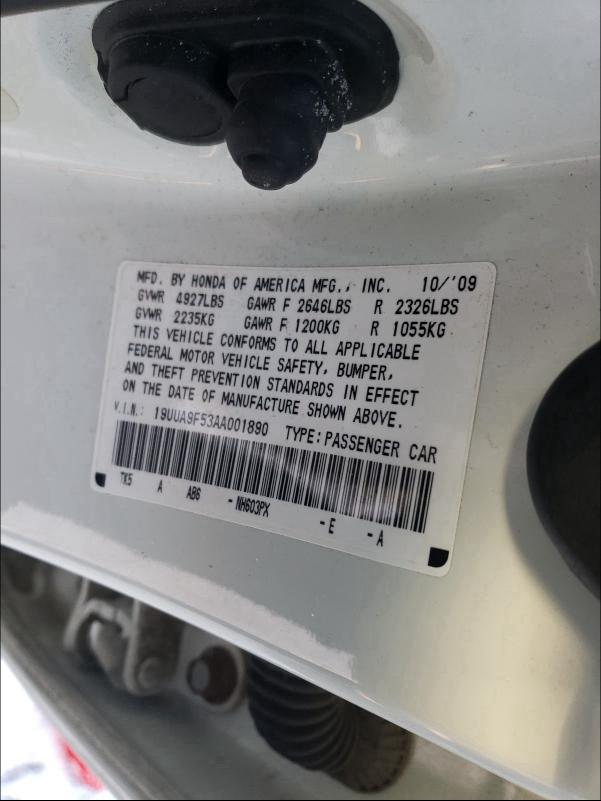 MFD. BY HONDA OF AMERICA MFG., INC. 10/'09
GVWR 4927LBS GAWR F 2646LBS R 2326LBS
GVWR 2235KG GAWR F 1200KG R 1055KG
THIS VEHICLE CONFORMS TO ALL APPLICABLE
FEDERAL MOTOR VEHICLE SAFETY, BUMPER,
AND THEFT PREVENTION STANDARDS IN EFFECT
ON THE DATE OF MANUFACTURE SHOWN ABOVE.
V.I.N.: 19UUA9F53AA001890 TYPE: PASSENGER CAR
TK5 A AB6 -NH603PX -E -A